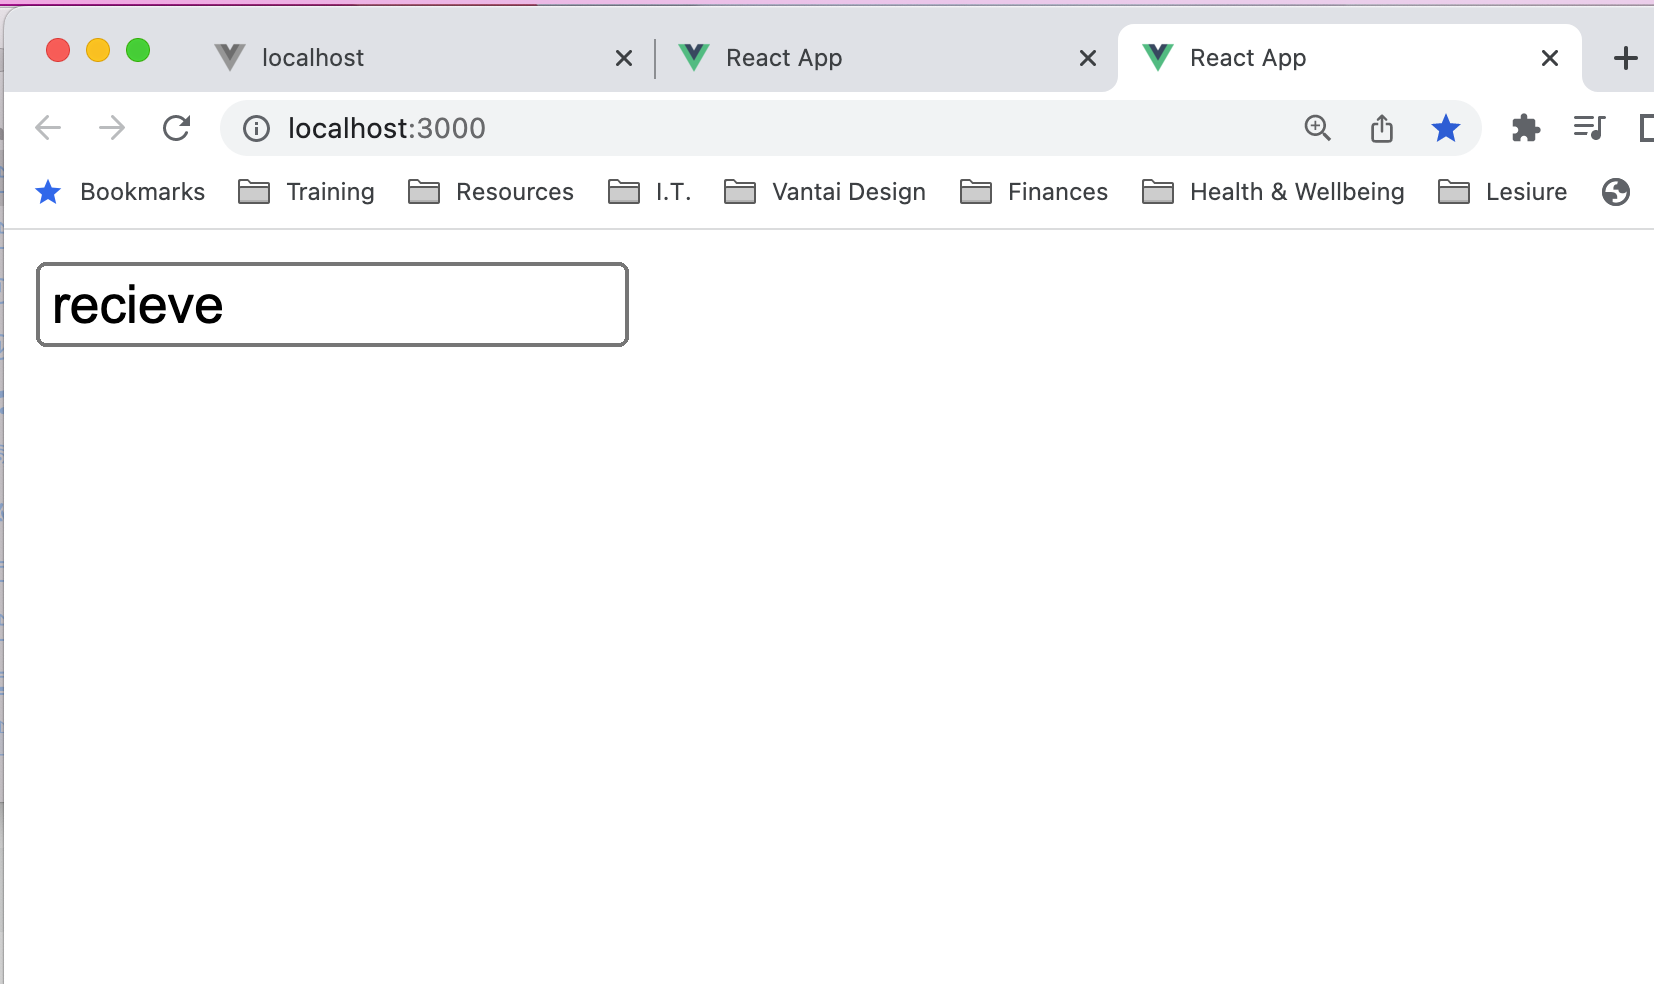 localhost React App React App
localhost:3000
Bookmarks Training Resources I.T. Vantai Design Finances Health & Wellbeing Lesiure
recieve